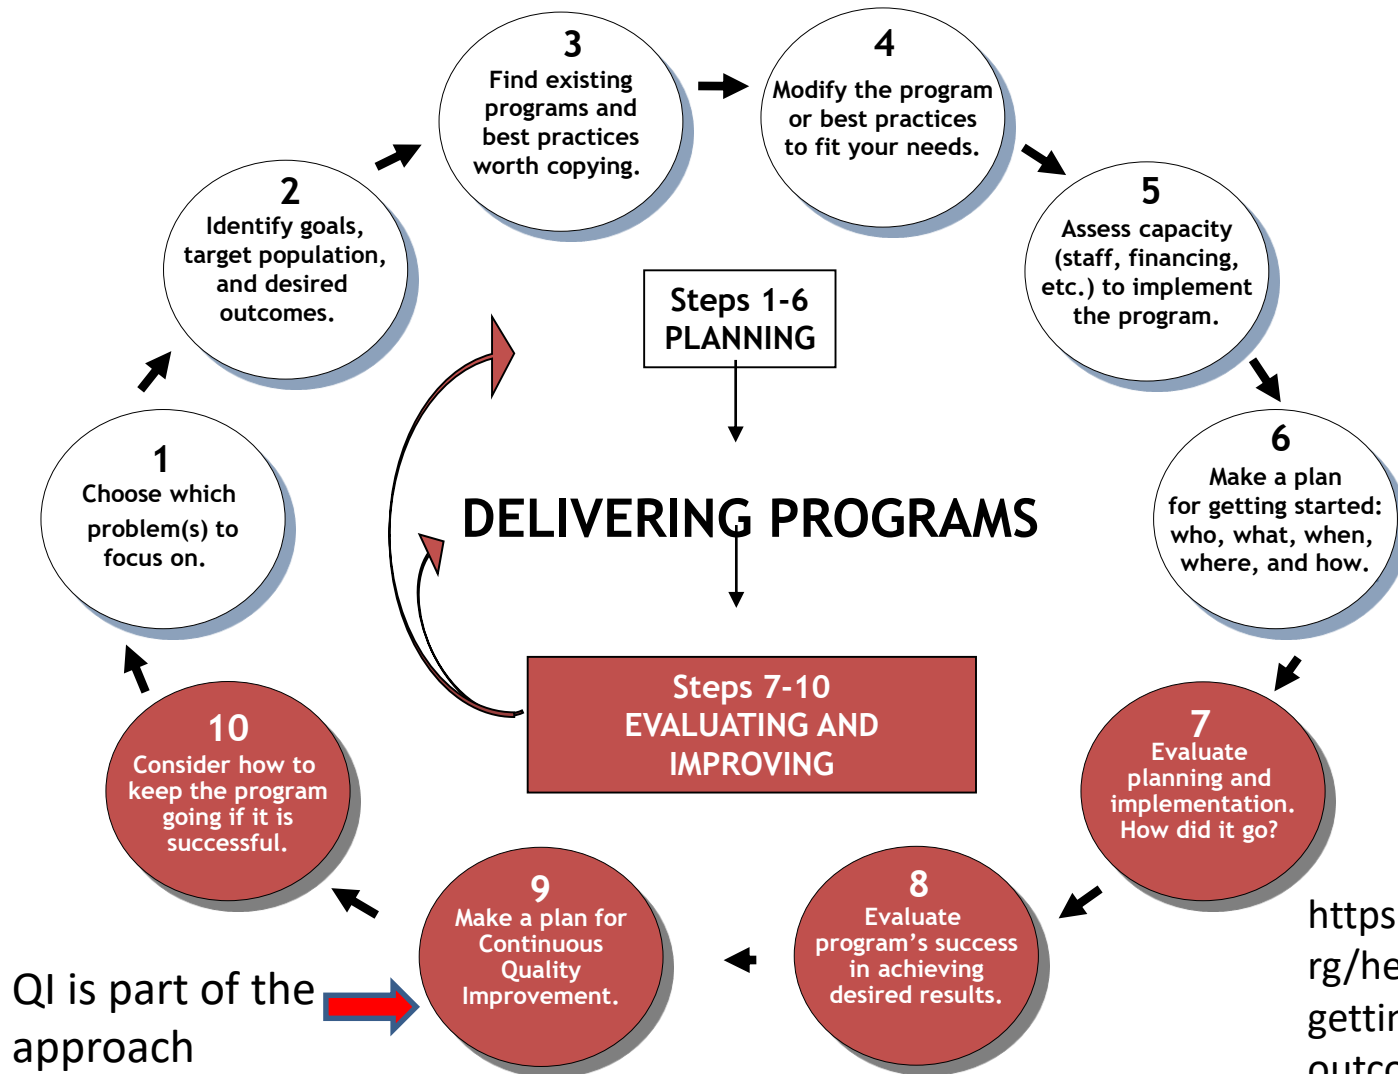 3
Find existing
programs and
best practices
worth copying.
4
Modify the program
or best practices
to fit your needs.
2
Identify goals,
target population,
and desired
outcomes.
5
Assess capacity
(staff, financing,
etc.) to implement
the program.
Steps 1-6
PLANNING
1
Choose which
problem(s) to
focus on.
6
Make a plan
for getting started:
who, what, when,
where, and how.
DELIVERING PROGRAMS
Steps 7-10
EVALUATING AND
IMPROVING
10
Consider how to
keep the program
going if it is
successful.
7
Evaluate
planning and
implementation.
How did it go?
9
Make a plan for
Continuous
Quality
Improvement.
8
Evaluate
program’s success
in achieving
desired results.
QI is part of the
approach
https
rg/he
gettin
outco